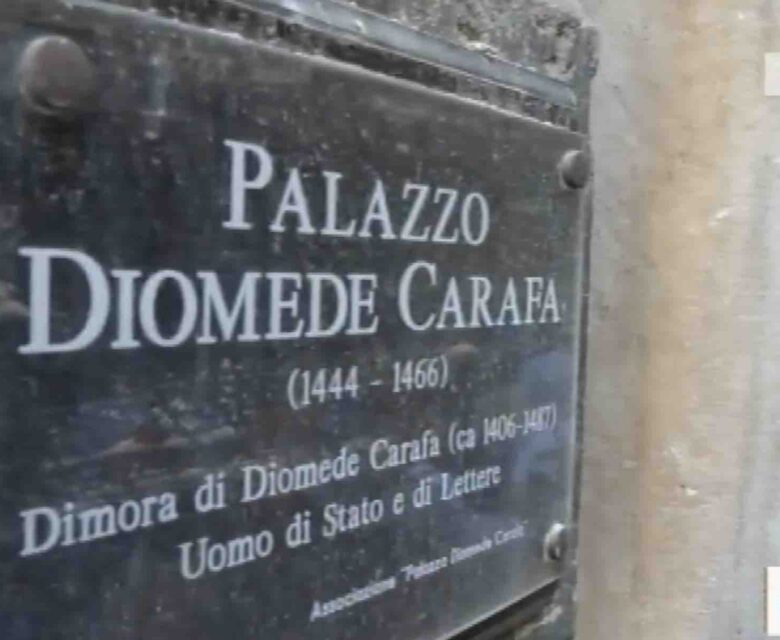 PALAZZO
DIOMEDE CARAFA
(1444 - 1466)
Dimora di Diomede Carafa (ca 1406-1487)
Uomo di Stato e di Lettere
Associazione "Palazzo Diomede Carafa"